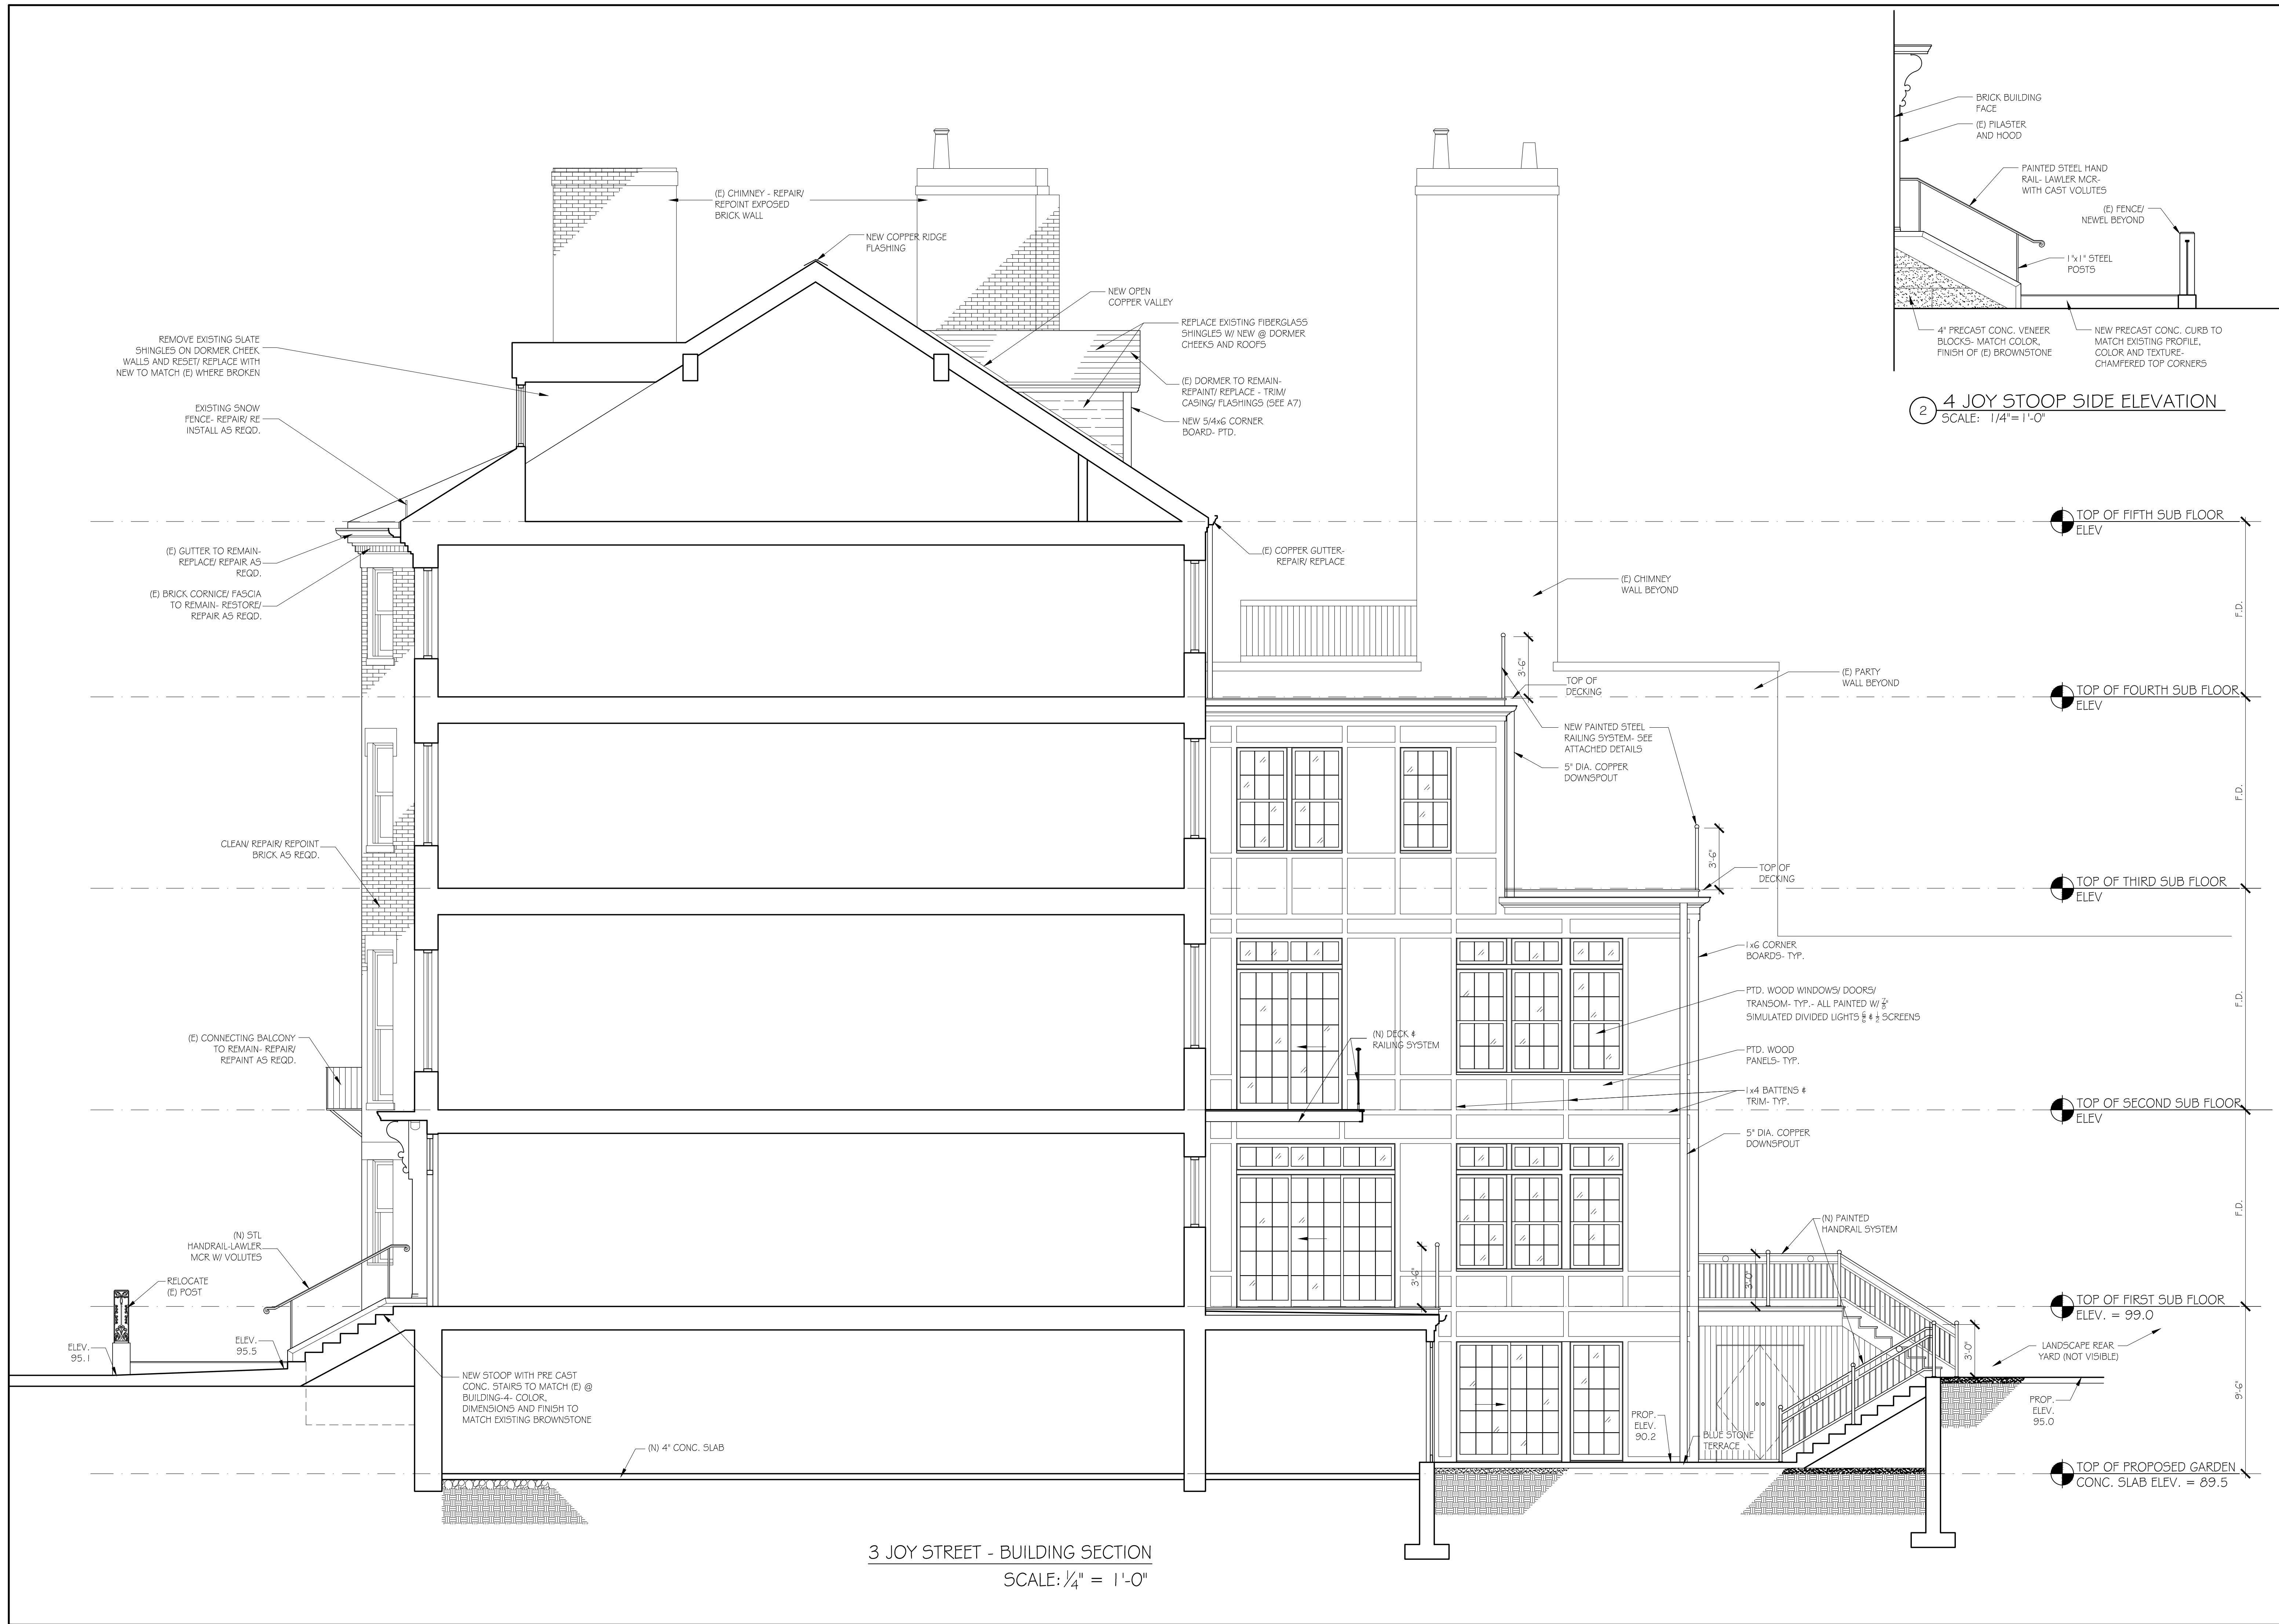 BRICK BUILDING
FACE
(E) PILASTER
AND HOOD
PAINTED STEEL HAND
RAIL- LAWLER MCR-
WITH CAST VOLUTES
(E) FENCE/
NEWEL BEYOND
1"x1" STEEL
POSTS
4" PRECAST CONC. VENEER
BLOCKS- MATCH COLOR,
FINISH OF (E) BROWNSTONE
NEW PRECAST CONC. CURB TO
MATCH EXISTING PROFILE,
COLOR AND TEXTURE-
CHAMFERED TOP CORNERS
2
4 JOY STOOP SIDE ELEVATION
SCALE: 1/4"= 1'-0"
(E) CHIMNEY - REPAIR/
REPOINT EXPOSED
BRICK WALL
NEW COPPER RIDGE
FLASHING
NEW OPEN
COPPER VALLEY
REPLACE EXISTING FIBERGLASS
SHINGLES W/ NEW @ DORMER
CHEEKS AND ROOFS
(E) DORMER TO REMAIN-
REPAINT/ REPLACE - TRIM/
CASING/ FLASHINGS (SEE A7)
NEW 5/4x6 CORNER
BOARD- PTD.
REMOVE EXISTING SLATE
SHINGLES ON DORMER CHEEK
WALLS AND RESET/ REPLACE WITH
NEW TO MATCH (E) WHERE BROKEN
EXISTING SNOW
FENCE- REPAIR/ RE
INSTALL AS REQD.
(E) GUTTER TO REMAIN-
REPLACE/ REPAIR AS
REQD.
(E) BRICK CORNICE/ FASCIA
TO REMAIN- RESTORE/
REPAIR AS REQD.
(E) COPPER GUTTER-
REPAIR/ REPLACE
(E) CHIMNEY
WALL BEYOND
TOP OF FIFTH SUB FLOOR
ELEV
F.D.
3'-6"
TOP OF
DECKING
(E) PARTY
WALL BEYOND
TOP OF FOURTH SUB FLOOR
ELEV
NEW PAINTED STEEL
RAILING SYSTEM- SEE
ATTACHED DETAILS
5" DIA. COPPER
DOWNSPOUT
F.D.
CLEAN/ REPAIR/ REPOINT
BRICK AS REQD.
3'-6"
TOP OF
DECKING
TOP OF THIRD SUB FLOOR
ELEV
1x6 CORNER
BOARDS- TYP.
PTD. WOOD WINDOWS/ DOORS/
TRANSOM- TYP.- ALL PAINTED W/ 7/8"
SIMULATED DIVIDED LIGHTS 6/6 & 1/2 SCREENS
F.D.
(E) CONNECTING BALCONY
TO REMAIN- REPAIR/
REPAINT AS REQD.
(N) DECK &
RAILING SYSTEM
PTD. WOOD
PANELS- TYP.
1x4 BATTENS &
TRIM- TYP.
TOP OF SECOND SUB FLOOR
ELEV
5" DIA. COPPER
DOWNSPOUT
F.D.
(N) STL
HANDRAIL-LAWLER
MCR W/ VOLUTES
RELOCATE
(E) POST
(N) PAINTED
HANDRAIL SYSTEM
3'-6"
3'-0"
TOP OF FIRST SUB FLOOR
ELEV. = 99.0
ELEV.
95.1
ELEV.
95.5
3'-0"
LANDSCAPE REAR
YARD (NOT VISIBLE)
NEW STOOP WITH PRE CAST
CONC. STAIRS TO MATCH (E) @
BUILDING-4- COLOR,
DIMENSIONS AND FINISH TO
MATCH EXISTING BROWNSTONE
9'-6"
PROP.
ELEV.
95.0
PROP.
ELEV.
90.2
BLUE STONE
TERRACE
(N) 4" CONC. SLAB
TOP OF PROPOSED GARDEN
CONC. SLAB ELEV. = 89.5
3 JOY STREET - BUILDING SECTION
SCALE: 1/4" = 1'-0"